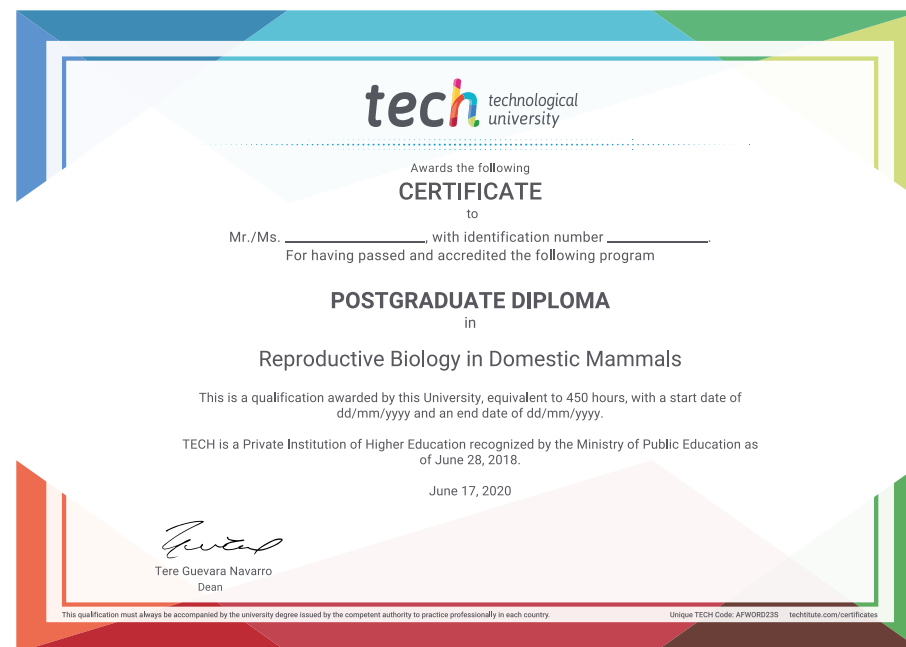 tech technological
university
Awards the following
CERTIFICATE
to
Mr./Ms. ____________________, with identification number ______________.
For having passed and accredited the following program
POSTGRADUATE DIPLOMA
in
Reproductive Biology in Domestic Mammals
This is a qualification awarded by this University, equivalent to 450 hours, with a start date of
dd/mm/yyyy and an end date of dd/mm/yyyy.
TECH is a Private Institution of Higher Education recognized by the Ministry of Public Education as
of June 28, 2018.
June 17, 2020
Tere Guevara Navarro
Dean
This qualification must always be accompanied by the university degree issued by the competent authority to practice professionally in each country. Unique TECH Code: AFWORD23S techtitute.com/certificates